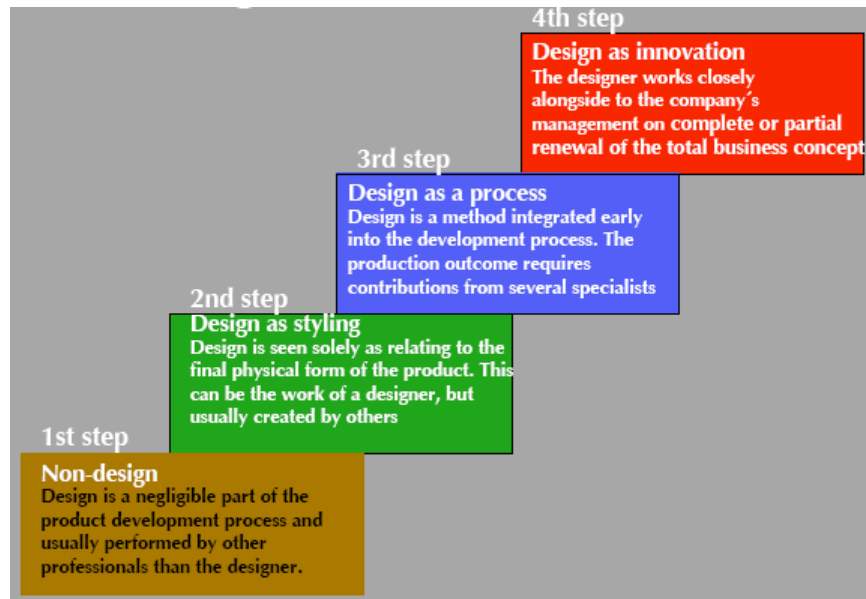 4th step
Design as innovation
The designer works closely
alongside to the company´s
management on complete or partial
renewal of the total business concept
3rd step
Design as a process
Design is a method integrated early
into the development process. The
production outcome requires
contributions from several specialists
2nd step
Design as styling
Design is seen solely as relating to the
final physical form of the product. This
can be the work of a designer, but
usually created by others
1st step
Non-design
Design is a negligible part of the
product development process and
usually performed by other
professionals than the designer.